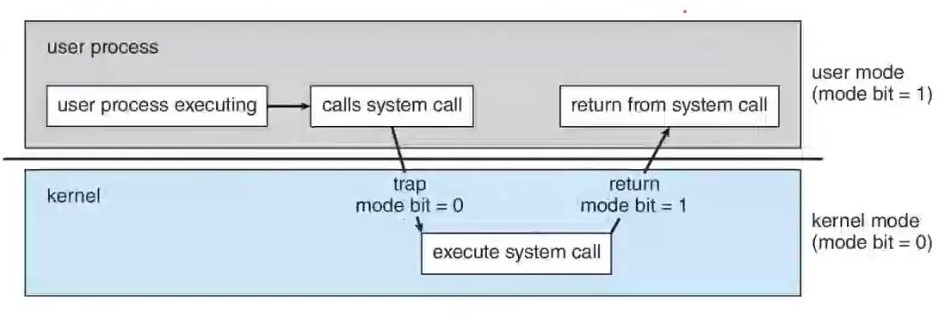 user process
user process executing
calls system call
return from system call
user mode
(mode bit = 1)
trap
mode bit = 0
return
mode bit = 1
kernel
execute system call
kernel mode
(mode bit = 0)